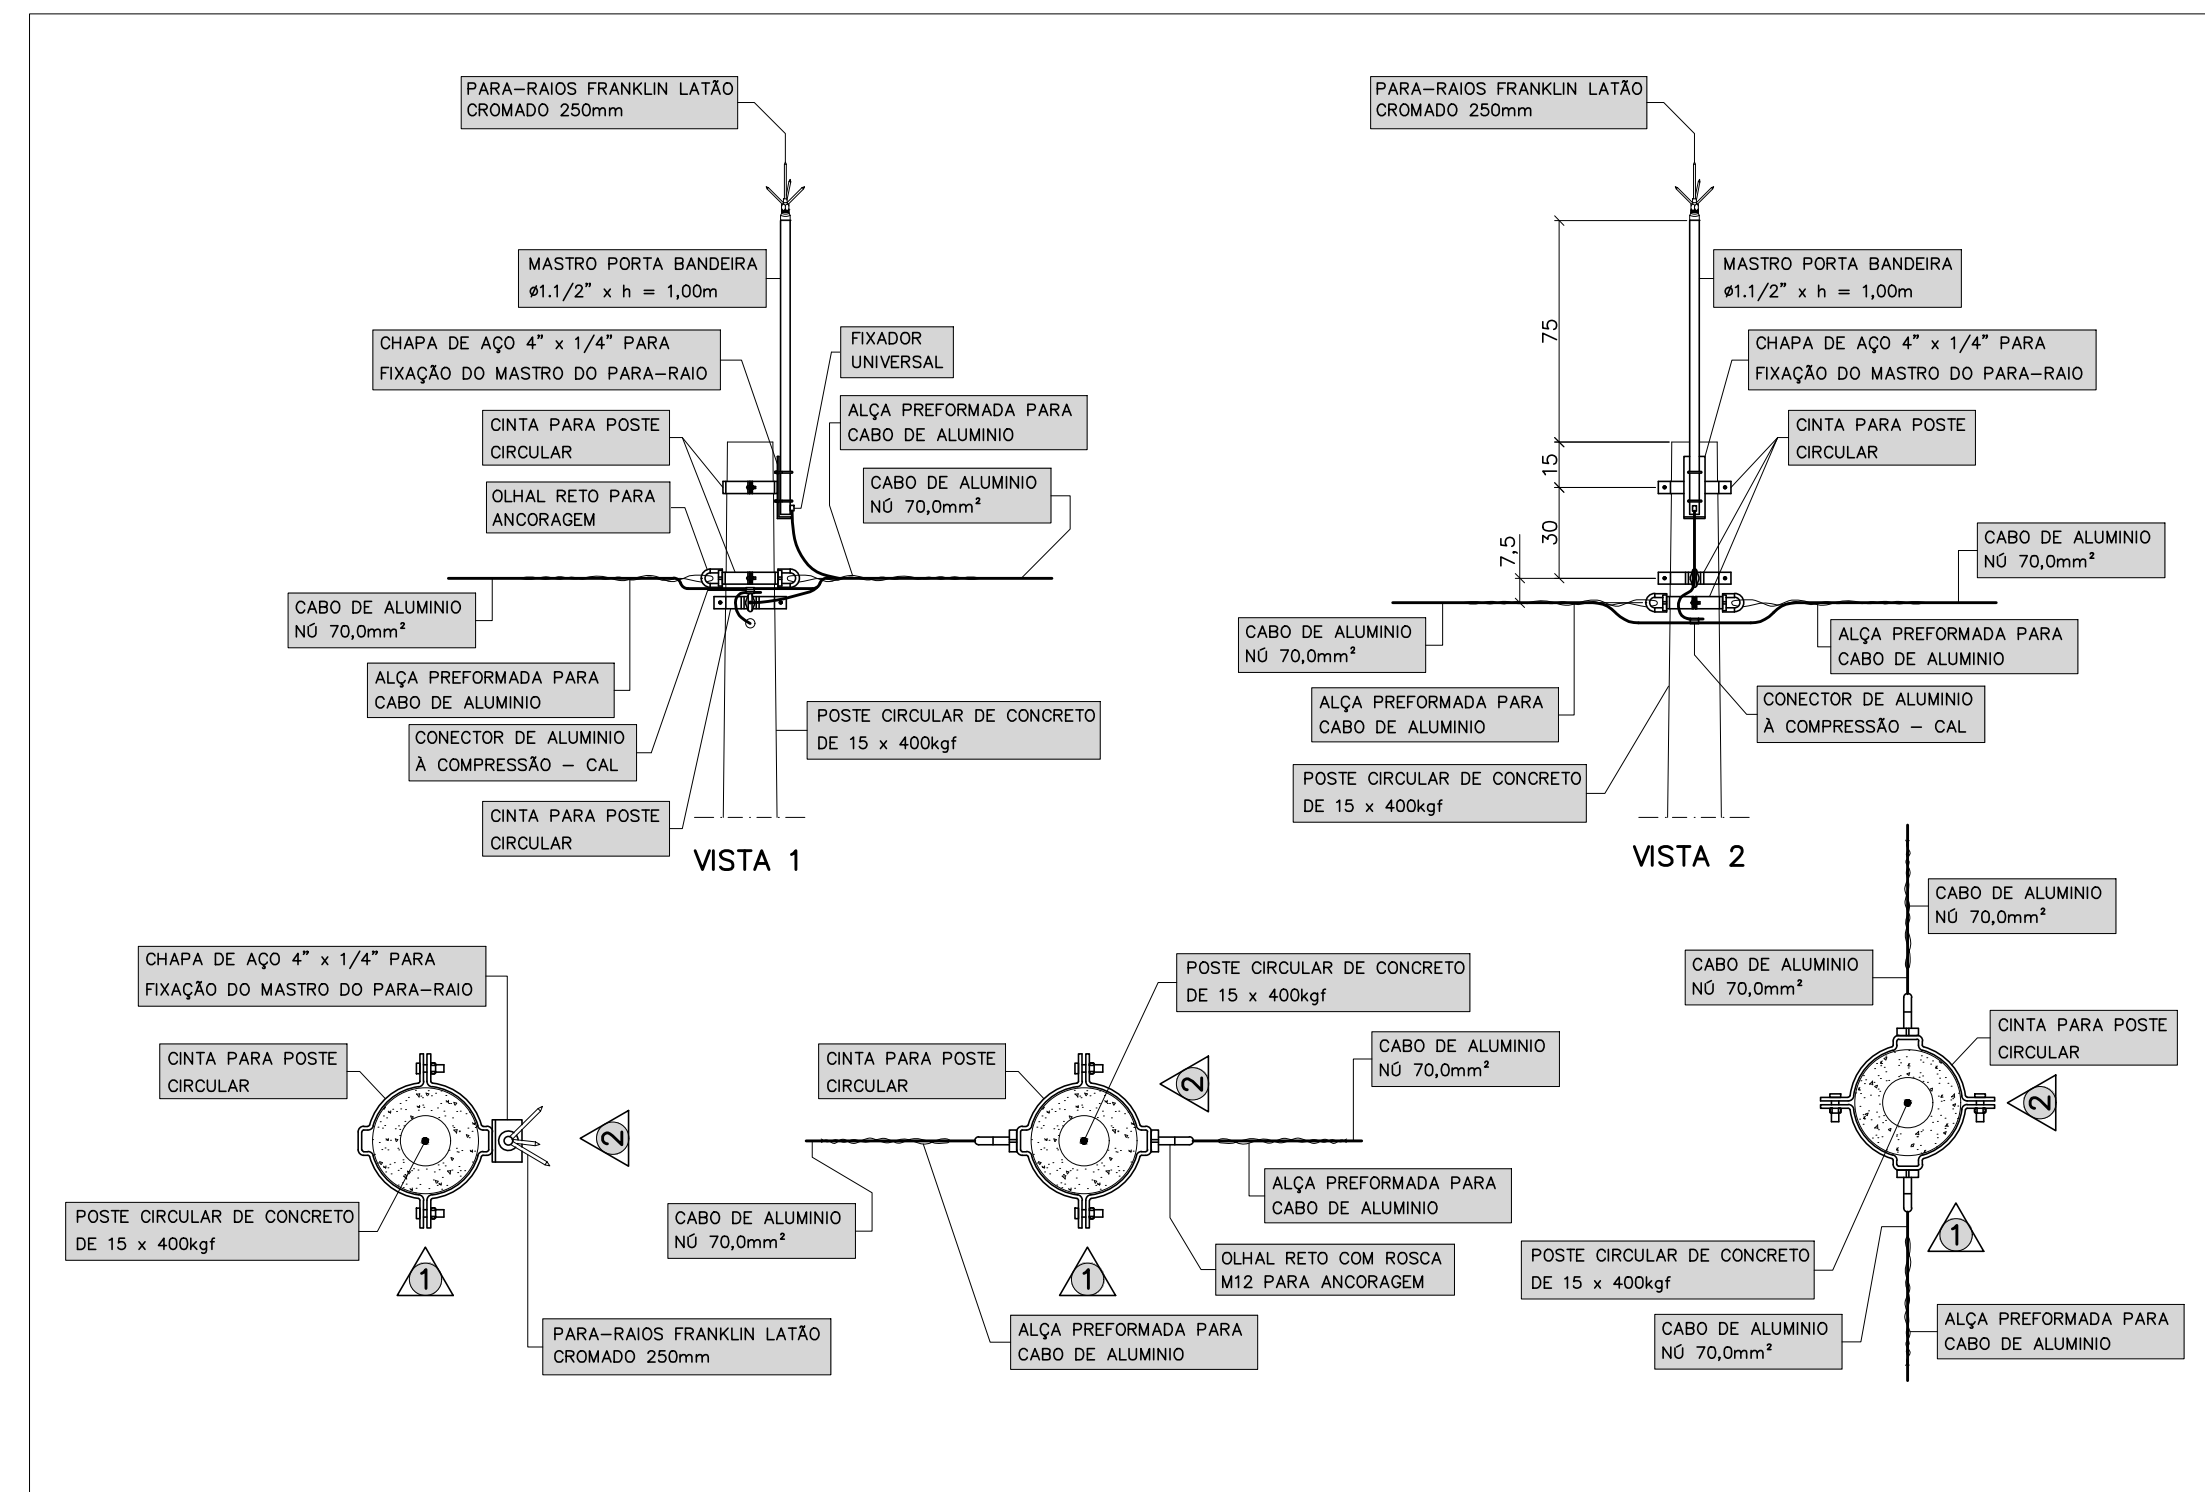 PARA-RAIOS FRANKLIN LATÃO
CROMADO 250mm
MASTRO PORTA BANDEIRA
ø1.1/2" x h = 1,00m
CHAPA DE AÇO 4" x 1/4" PARA
FIXAÇÃO DO MASTRO DO PARA-RAIO
FIXADOR
UNIVERSAL
CINTA PARA POSTE
CIRCULAR
ALÇA PREFORMADA PARA
CABO DE ALUMINIO
OLHAL RETO PARA
ANCORAGEM
CABO DE ALUMINIO
NÚ 70,0mm²
CABO DE ALUMINIO
NÚ 70,0mm²
ALÇA PREFORMADA PARA
CABO DE ALUMINIO
CONECTOR DE ALUMINIO
À COMPRESSÃO - CAL
POSTE CIRCULAR DE CONCRETO
DE 15 x 400kgf
CINTA PARA POSTE
CIRCULAR
VISTA 1
PARA-RAIOS FRANKLIN LATÃO
CROMADO 250mm
MASTRO PORTA BANDEIRA
ø1.1/2" x h = 1,00m
75
CHAPA DE AÇO 4" x 1/4" PARA
FIXAÇÃO DO MASTRO DO PARA-RAIO
CINTA PARA POSTE
CIRCULAR
15
30
7,5
CABO DE ALUMINIO
NÚ 70,0mm²
CABO DE ALUMINIO
NÚ 70,0mm²
ALÇA PREFORMADA PARA
CABO DE ALUMINIO
ALÇA PREFORMADA PARA
CABO DE ALUMINIO
CONECTOR DE ALUMINIO
À COMPRESSÃO - CAL
POSTE CIRCULAR DE CONCRETO
DE 15 x 400kgf
VISTA 2
CHAPA DE AÇO 4" x 1/4" PARA
FIXAÇÃO DO MASTRO DO PARA-RAIO
CINTA PARA POSTE
CIRCULAR
2
POSTE CIRCULAR DE CONCRETO
DE 15 x 400kgf
1
PARA-RAIOS FRANKLIN LATÃO
CROMADO 250mm
POSTE CIRCULAR DE CONCRETO
DE 15 x 400kgf
CINTA PARA POSTE
CIRCULAR
2
CABO DE ALUMINIO
NÚ 70,0mm²
CABO DE ALUMINIO
NÚ 70,0mm²
ALÇA PREFORMADA PARA
CABO DE ALUMINIO
OLHAL RETO COM ROSCA
M12 PARA ANCORAGEM
1
ALÇA PREFORMADA PARA
CABO DE ALUMINIO
CABO DE ALUMINIO
NÚ 70,0mm²
CABO DE ALUMINIO
NÚ 70,0mm²
CINTA PARA POSTE
CIRCULAR
2
1
POSTE CIRCULAR DE CONCRETO
DE 15 x 400kgf
CABO DE ALUMINIO
NÚ 70,0mm²
ALÇA PREFORMADA PARA
CABO DE ALUMINIO